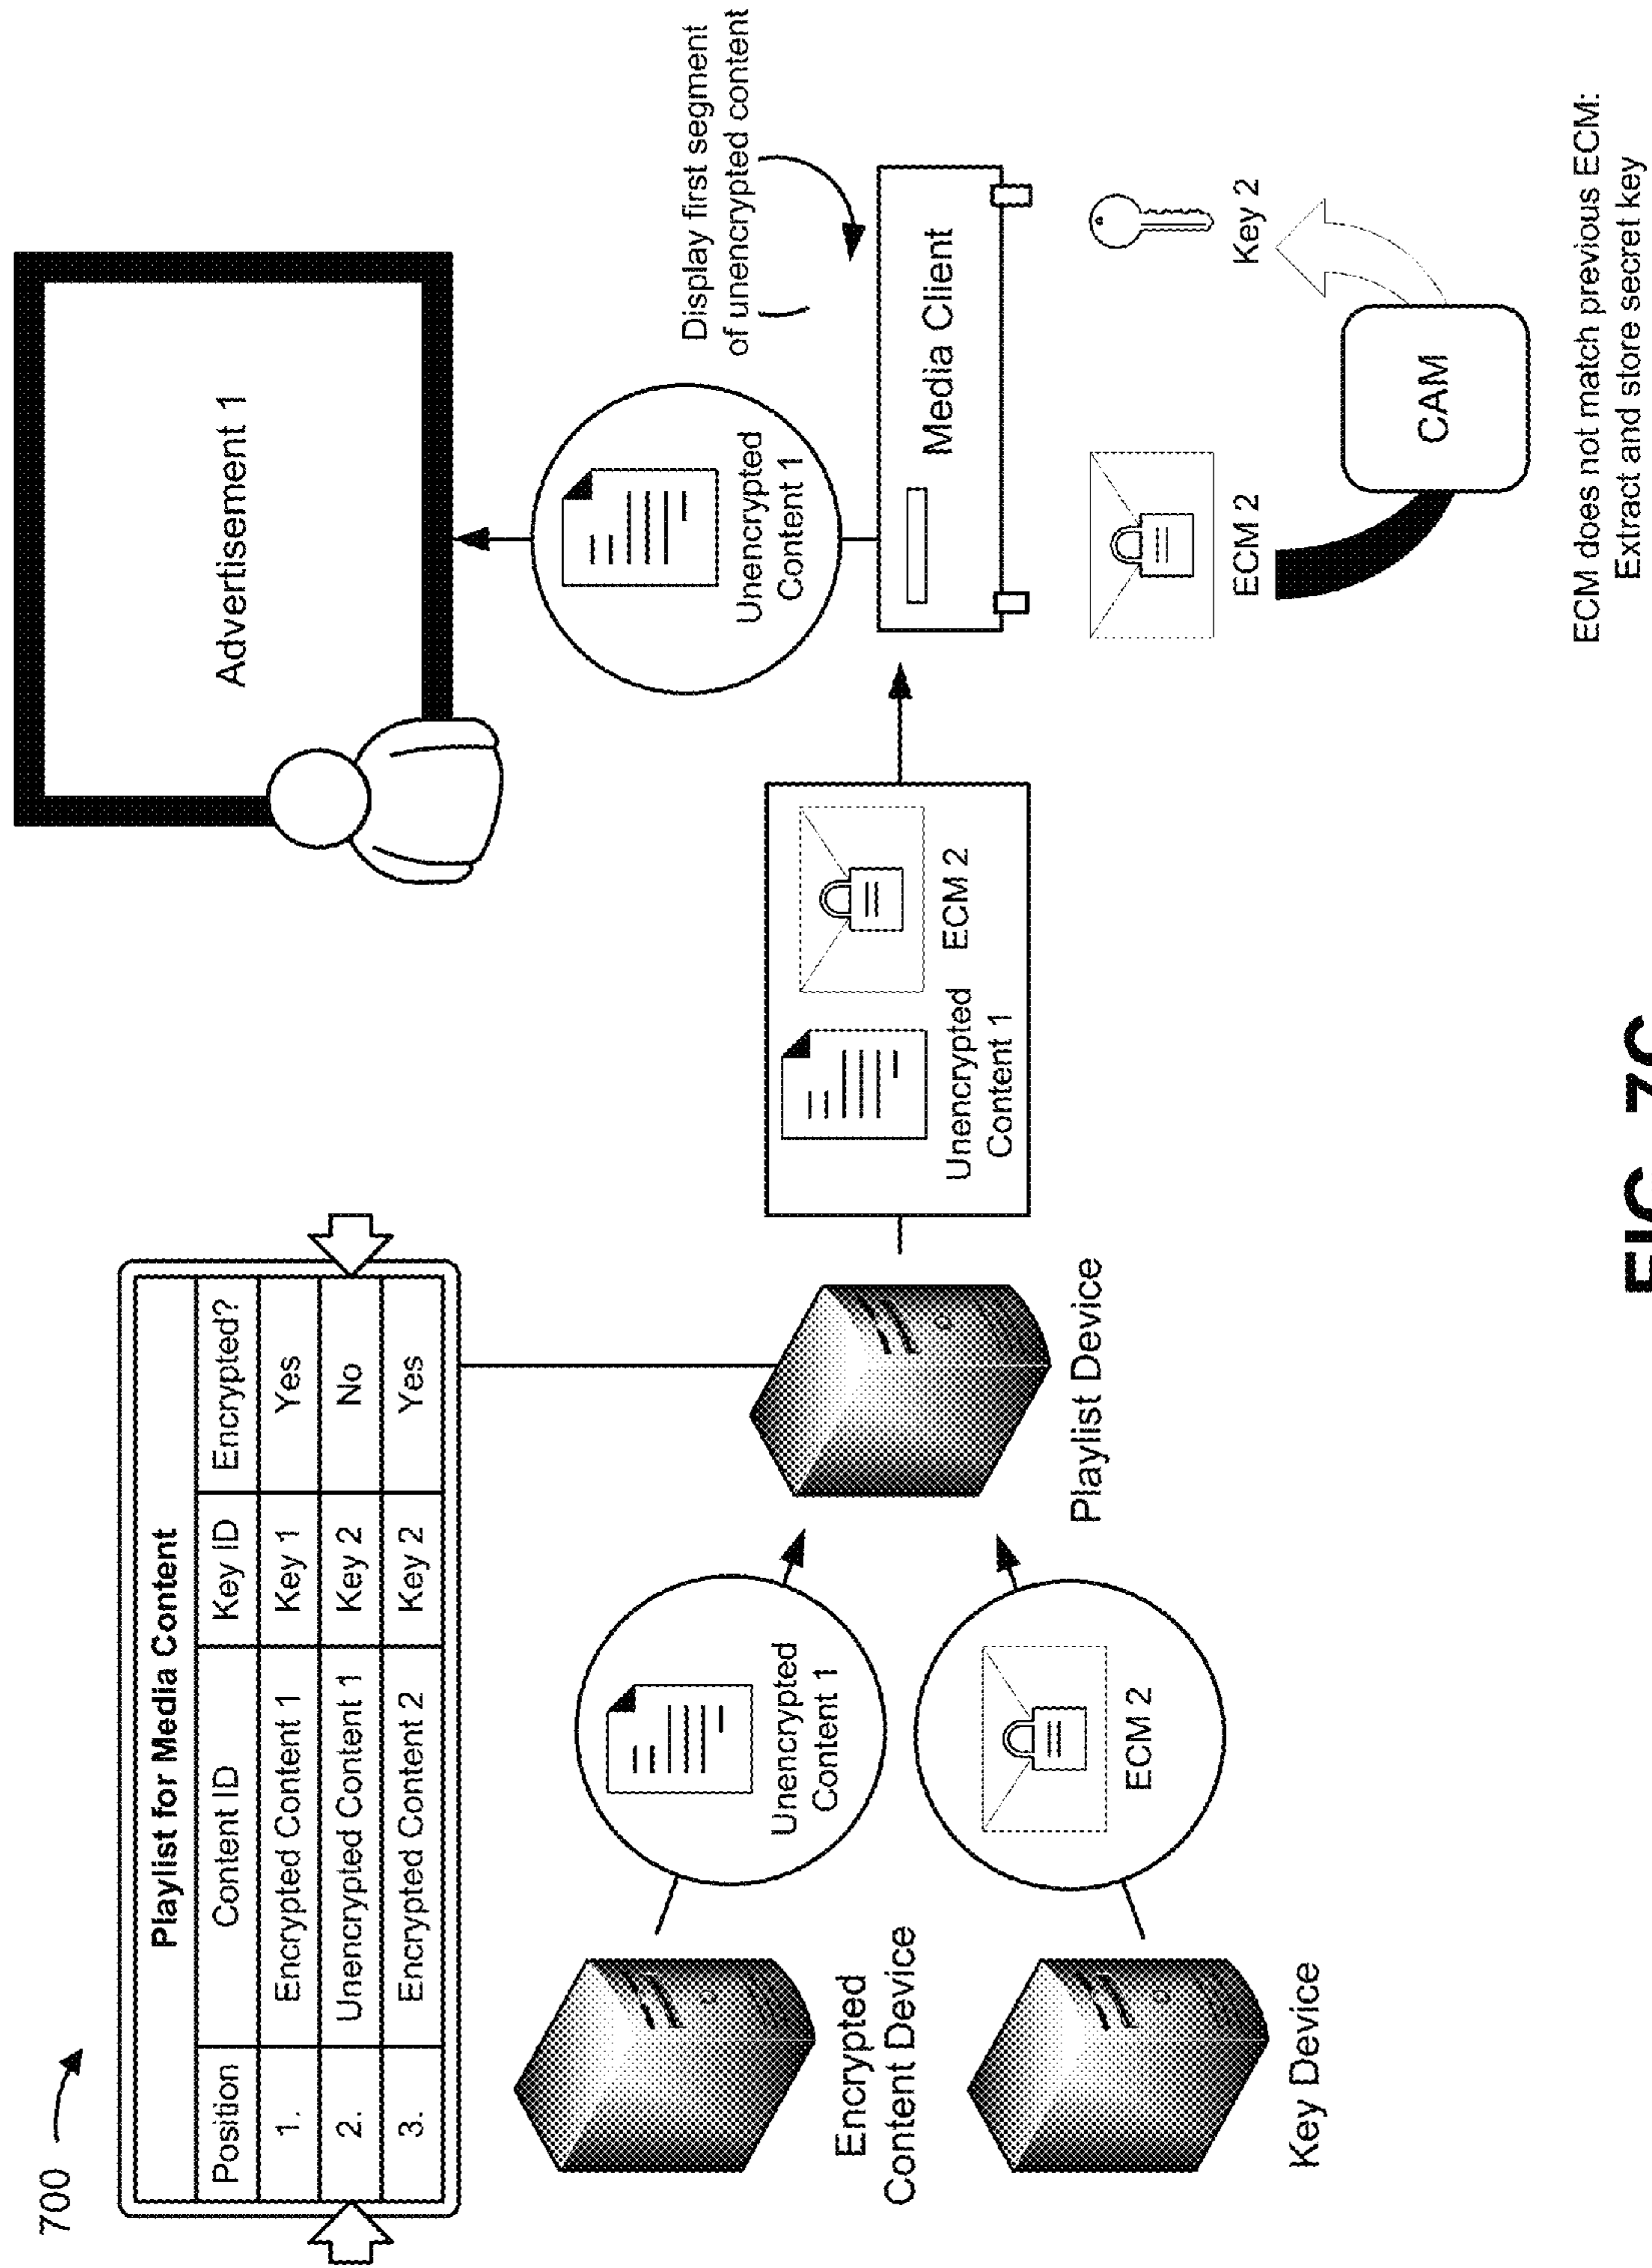 700
Playlist for Media Content
Position Content ID Key ID Encrypted?
1. Encrypted Content 1 Key 1 Yes
2. Unencrypted Content 1 Key 2 No
3. Encrypted Content 2 Key 2 Yes
Encrypted
Content Device
Key Device
Unencrypted
Content 1
ECM 2
Playlist Device
Unencrypted
Content 1
ECM 2
Advertisement 1
Unencrypted
Content 1
Display first segment
of unencrypted content
Media Client
ECM 2
Key 2
CAM
ECM does not match previous ECM:
Extract and store secret key
FIG. 7C